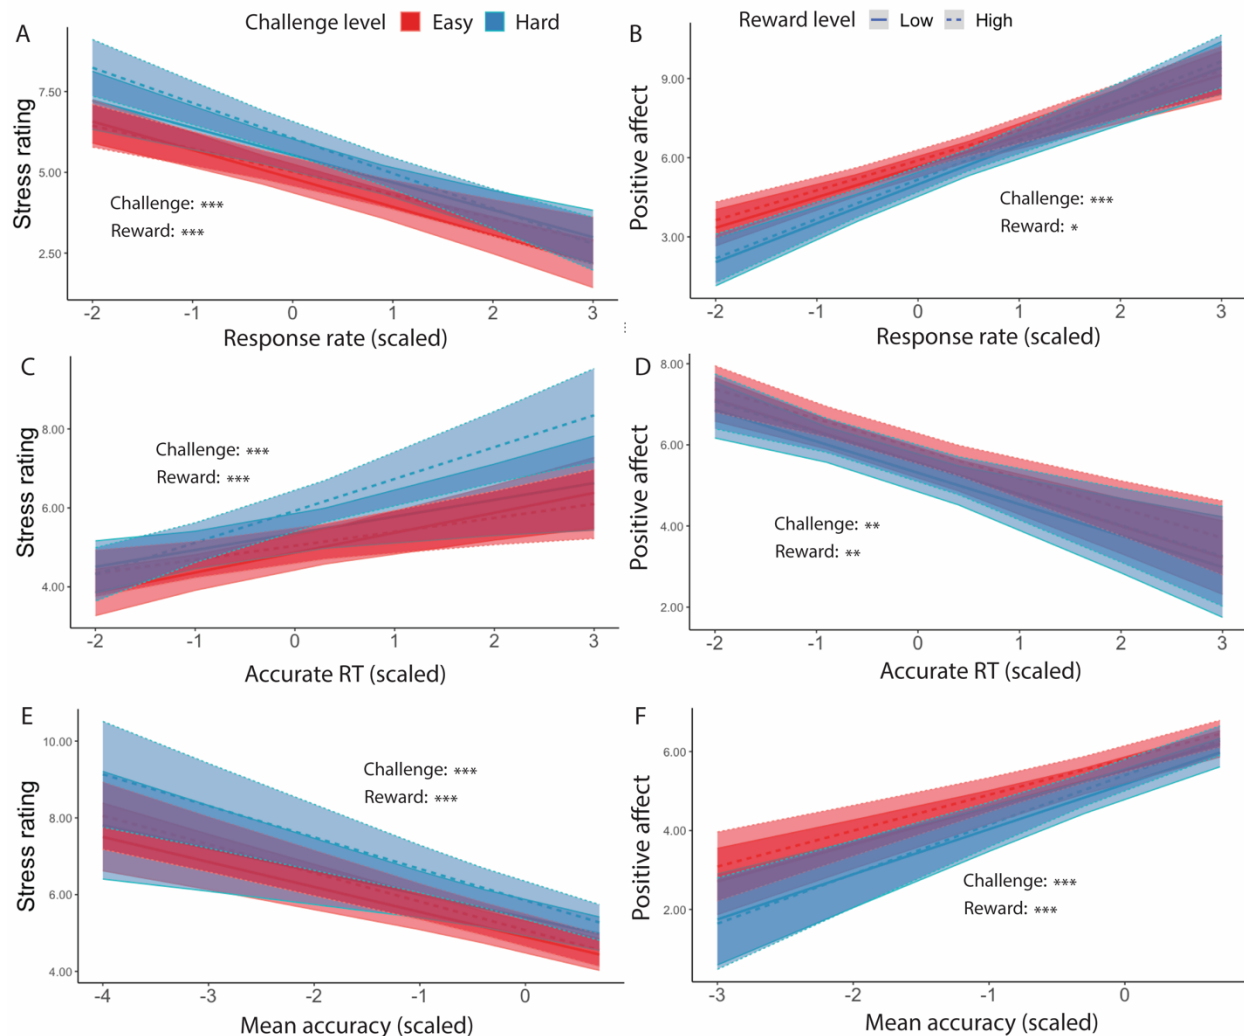 Challenge level Easy Hard
Reward level Low High
A
Stress rating
7.50
5.00
2.50
Challenge: ***
Reward: ***
-2 -1 0 1 2 3
Response rate (scaled)
B
Positive affect
9.00
6.00
3.00
Challenge: ***
Reward: *
-2 -1 0 1 2 3
Response rate (scaled)
C
Stress rating
8.00
6.00
4.00
Challenge: ***
Reward: ***
-2 -1 0 1 2 3
Accurate RT (scaled)
D
Positive affect
8.00
6.00
4.00
2.00
Challenge: **
Reward: **
-2 -1 0 1 2 3
Accurate RT (scaled)
E
Stress rating
10.00
8.00
6.00
4.00
Challenge: ***
Reward: ***
-4 -3 -2 -1 0
Mean accuracy (scaled)
F
Positive affect
6.00
4.00
2.00
Challenge: ***
Reward: ***
-3 -2 -1 0
Mean accuracy (scaled)